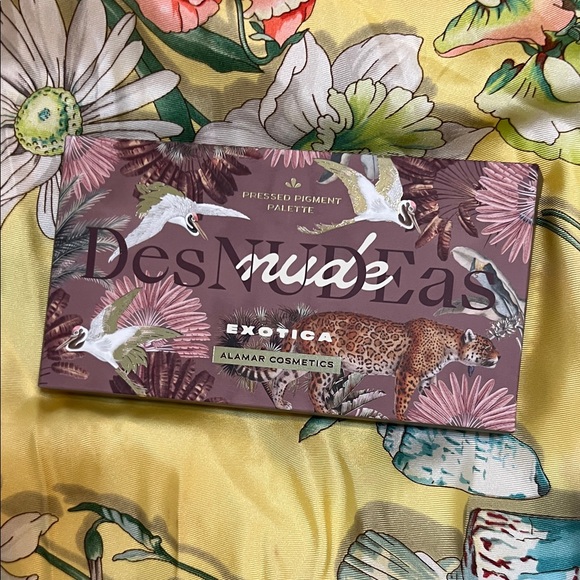 PRESSED PIGMENT
PALETTE
DesNUDEas
nude
EXOTICA
ALAMAR COSMETICS